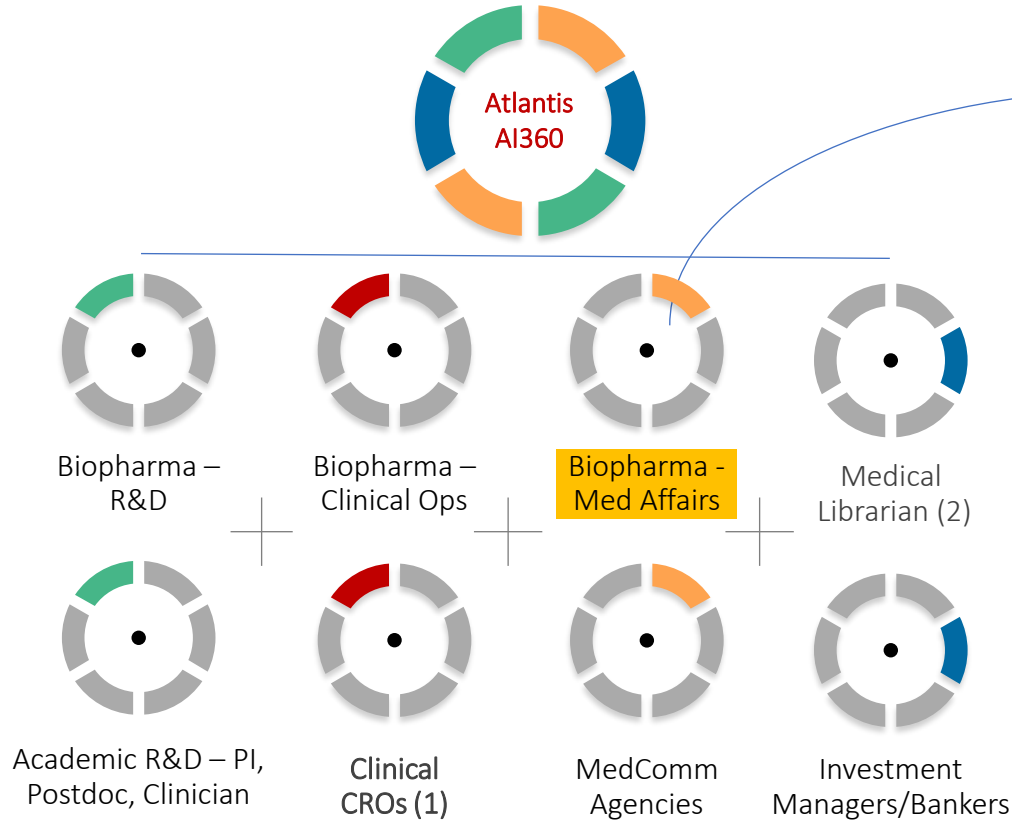 Atlantis
AI360
Biopharma –
R&D
Biopharma –
Clinical Ops
Biopharma -
Med Affairs
Medical
Librarian (2)
Academic R&D – PI,
Postdoc, Clinician
Clinical
CROs (1)
MedComm
Agencies
Investment
Managers/Bankers